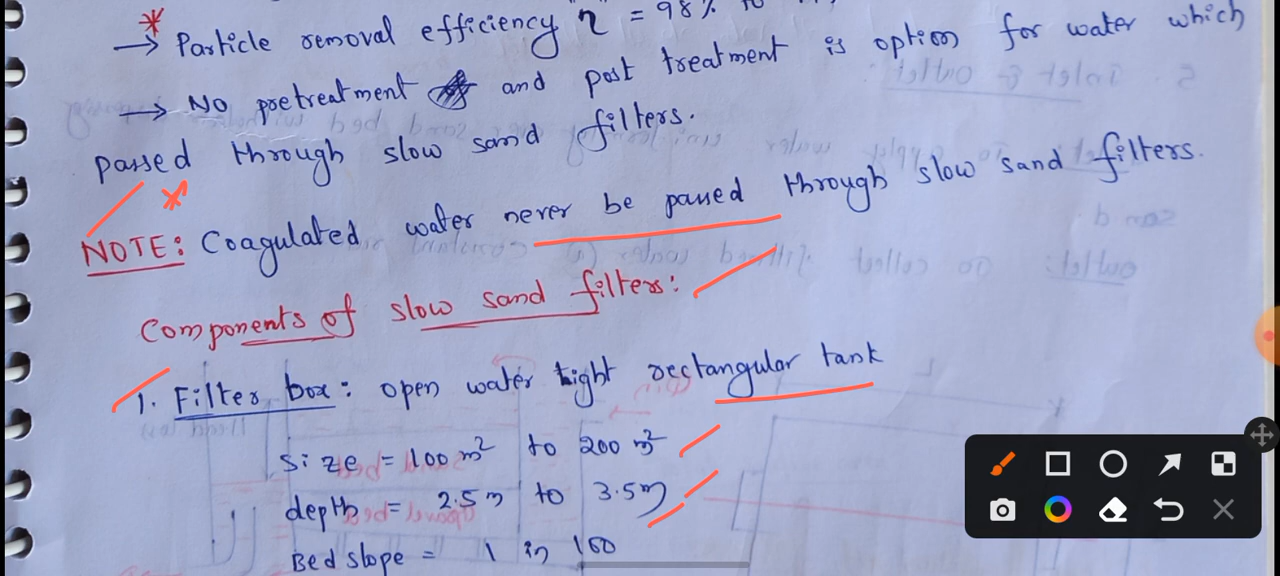 → Particle removal efficiency "η = 98% to
→ No pretreatment and post treatment is option for water which
passed through slow sand filters.
NOTE: Coagulated water never be passed through slow sand filters.
Components of slow sand filters:
1. Filter box: open water tight rectangular tank
Size = 100 m² to 200 m²
depth = 2.5m to 3.5m
Bed slope = 1 in 100